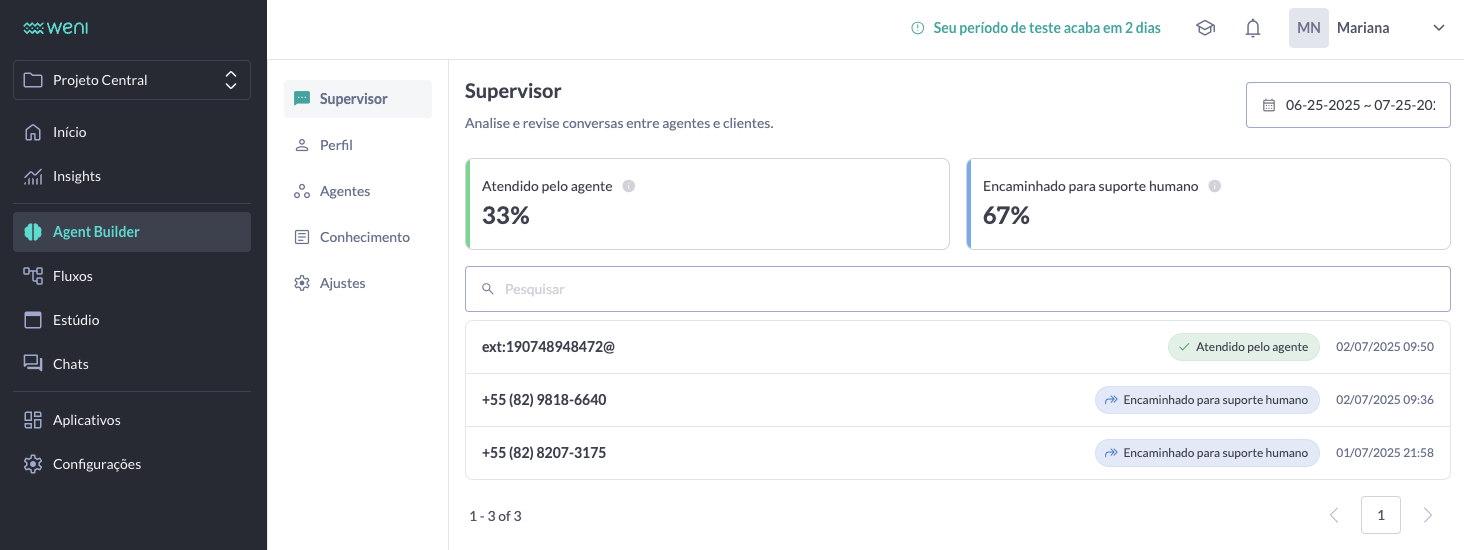 weni
Seu período de teste acaba em 2 dias
MN
Mariana
Projeto Central
Início
Insights
Agent Builder
Fluxos
Estúdio
Chats
Aplicativos
Configurações
Supervisor
Perfil
Agentes
Conhecimento
Ajustes
Supervisor
Analise e revise conversas entre agentes e clientes.
06-25-2025 ~ 07-25-202
Atendido pelo agente
33%
Encaminhado para suporte humano
67%
Pesquisar
ext:190748948472@ Atendido pelo agente 02/07/2025 09:50
+55 (82) 9818-6640 Encaminhado para suporte humano 02/07/2025 09:36
+55 (82) 8207-3175 Encaminhado para suporte humano 01/07/2025 21:58
1 - 3 of 3
1